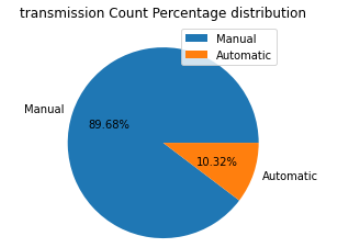 transmission Count Percentage distribution
Manual
Automatic
Manual
89.68%
10.32%
Automatic